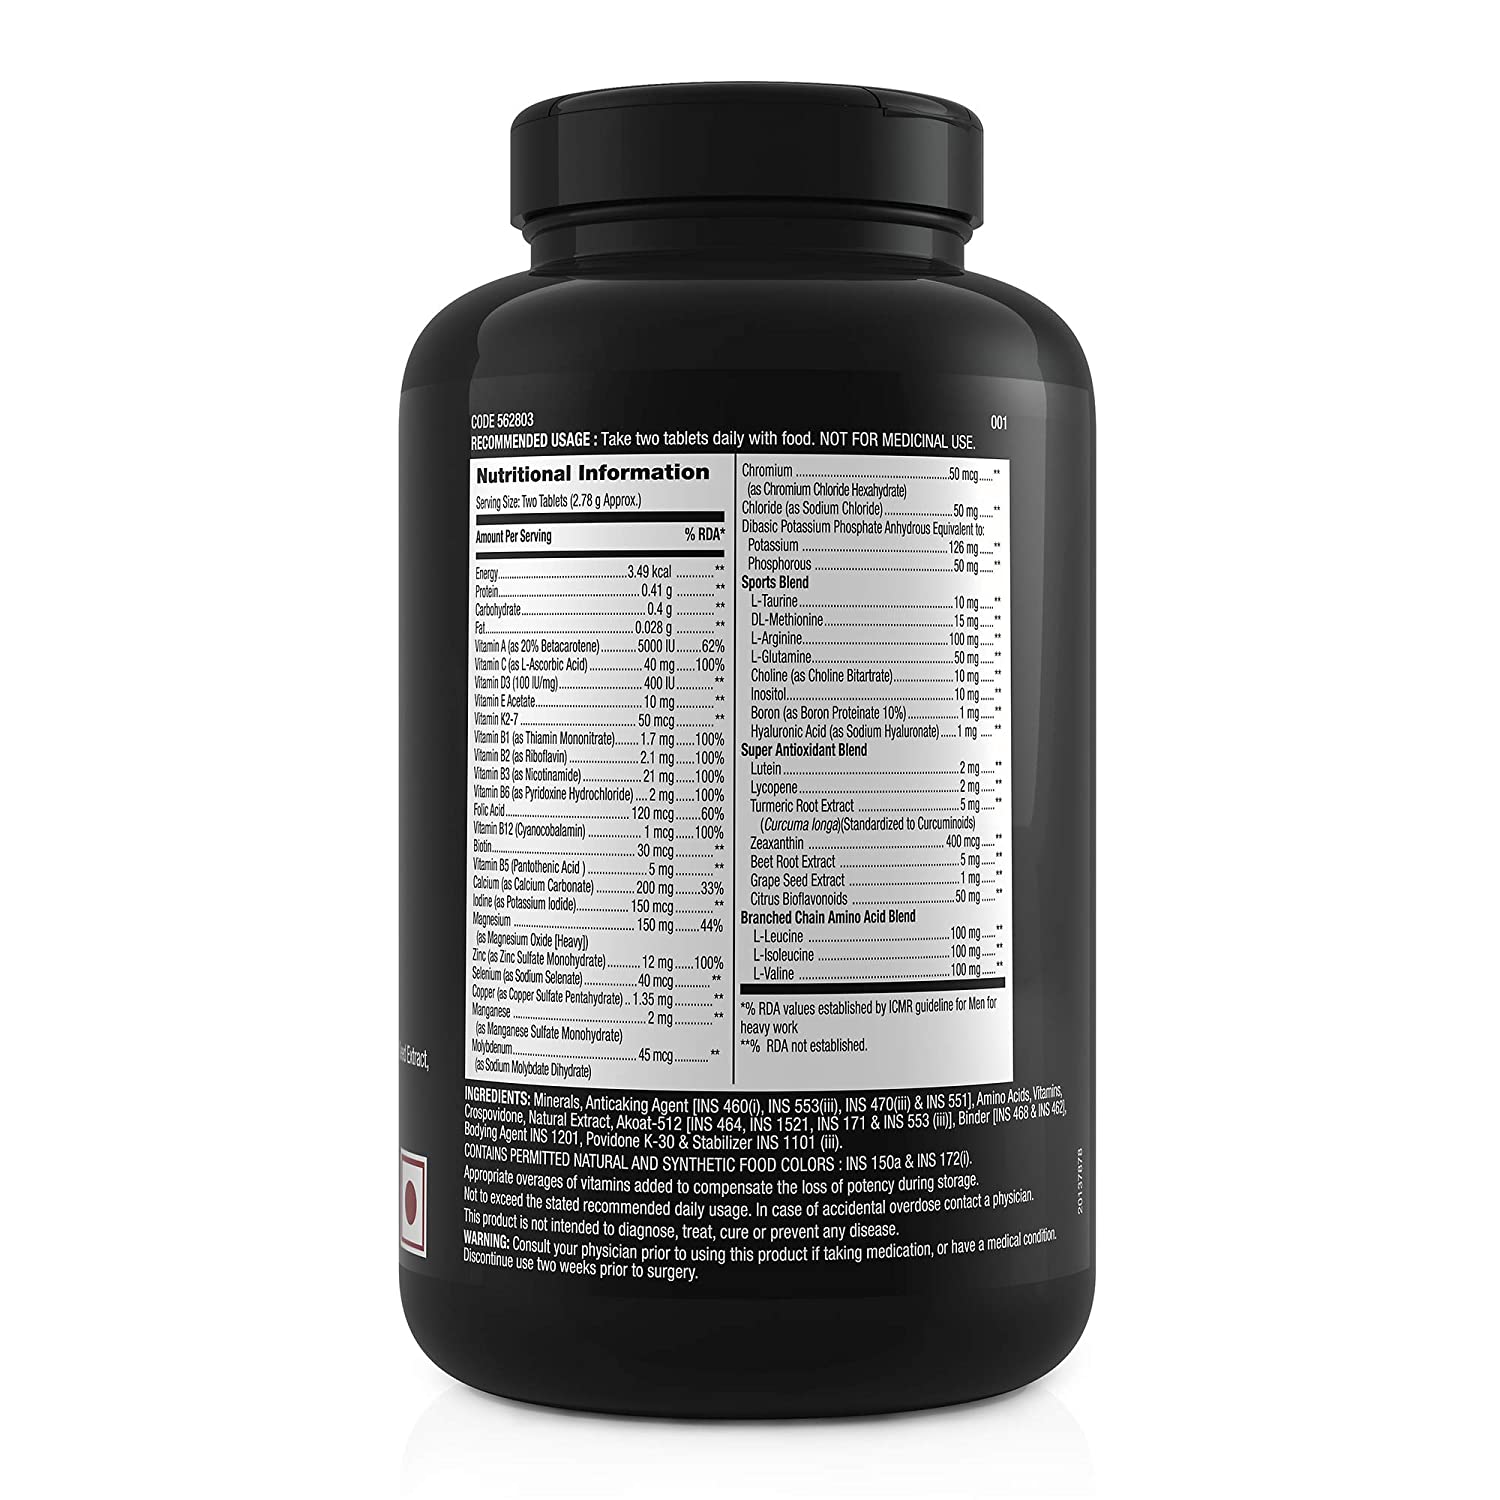 CODE 562803
001
RECOMMENDED USAGE : Take two tablets daily with food. NOT FOR MEDICINAL USE.
Nutritional Information
Serving Size: Two Tablets (2.78 g Approx.)
Amount Per Serving % RDA*
Energy..............................3.49 kcal ............**
Protein..............................0.41 g ............**
Carbohydrate..............................0.4 g ............**
Fat..............................0.028 g ............**
Vitamin A (as 20% Betacarotene)..........5000 IU.......62%
Vitamin C (as L-Ascorbic Acid)..............40 mg......100%
Vitamin D3 (100 IU/mg)......................400 IU............**
Vitamin E Acetate..............................10 mg............**
Vitamin K2-7 ..............................50 mcg............**
Vitamin B1 (as Thiamin Mononitrate)........1.7 mg......100%
Vitamin B2 (as Riboflavin)....................2.1 mg......100%
Vitamin B3 (as Nicotinamide)..................21 mg......100%
Vitamin B6 (as Pyridoxine Hydrochloride) ....2 mg......100%
Folic Acid..............................120 mcg.......60%
Vitamin B12 (Cyanocobalamin) ................1 mcg......100%
Biotin..............................30 mcg............**
Vitamin B5 (Pantothenic Acid ) ................5 mg............**
Calcium (as Calcium Carbonate) ............200 mg........33%
Iodine (as Potassium Iodide)................150 mcg............**
Magnesium ..............................150 mg........44%
(as Magnesium Oxide [Heavy])
Zinc (as Zinc Sulfate Monohydrate)..........12 mg......100%
Selenium (as Sodium Selenate)................40 mcg............**
Copper (as Copper Sulfate Pentahydrate) ..1.35 mg............**
Manganese ..............................2 mg............**
(as Manganese Sulfate Monohydrate)
Molybdenum..............................45 mcg............**
(as Sodium Molybdate Dihydrate)
Chromium ..............................50 mcg......**
(as Chromium Chloride Hexahydrate)
Chloride (as Sodium Chloride)....................50 mg......**
Dibasic Potassium Phosphate Anhydrous Equivalent to:
Potassium ..............................126 mg......**
Phosphorous ..............................50 mg......**
Sports Blend
L-Taurine..............................10 mg......**
DL-Methionine..............................15 mg......**
L-Arginine..............................100 mg......**
L-Glutamine..............................50 mg......**
Choline (as Choline Bitartrate)..................10 mg......**
Inositol..............................10 mg......**
Boron (as Boron Proteinate 10%)..............1 mg......**
Hyaluronic Acid (as Sodium Hyaluronate)......1 mg .....**
Super Antioxidant Blend
Lutein..............................2 mg......**
Lycopene..............................2 mg......**
Turmeric Root Extract ..............................5 mg......**
(Curcuma longa)(Standardized to Curcuminoids)
Zeaxanthin ..............................400 mcg......**
Beet Root Extract ..............................5 mg......**
Grape Seed Extract ..............................1 mg......**
Citrus Bioflavonoids ..............................50 mg......**
Branched Chain Amino Acid Blend
L-Leucine ..............................100 mg......**
L-Isoleucine ..............................100 mg......**
L-Valine ..............................100 mg......**
*% RDA values established by ICMR guideline for Men for
heavy work
**% RDA not established.
Extract,
INGREDIENTS: Minerals, Anticaking Agent [INS 460(i), INS 553(iii), INS 470(iii) & INS 551], Amino Acids, Vitamins,
Crospovidone, Natural Extract, Akoat-512 [INS 464, INS 1521, INS 171 & INS 553 (iii)], Binder [INS 468 & INS 462],
Bodying Agent INS 1201, Povidone K-30 & Stabilizer INS 1101 (iii).
CONTAINS PERMITTED NATURAL AND SYNTHETIC FOOD COLORS : INS 150a & INS 172(i).
Appropriate overages of vitamins added to compensate the loss of potency during storage.
Not to exceed the stated recommended daily usage. In case of accidental overdose contact a physician.
This product is not intended to diagnose, treat, cure or prevent any disease.
WARNING: Consult your physician prior to using this product if taking medication, or have a medical condition.
Discontinue use two weeks prior to surgery.
20137878